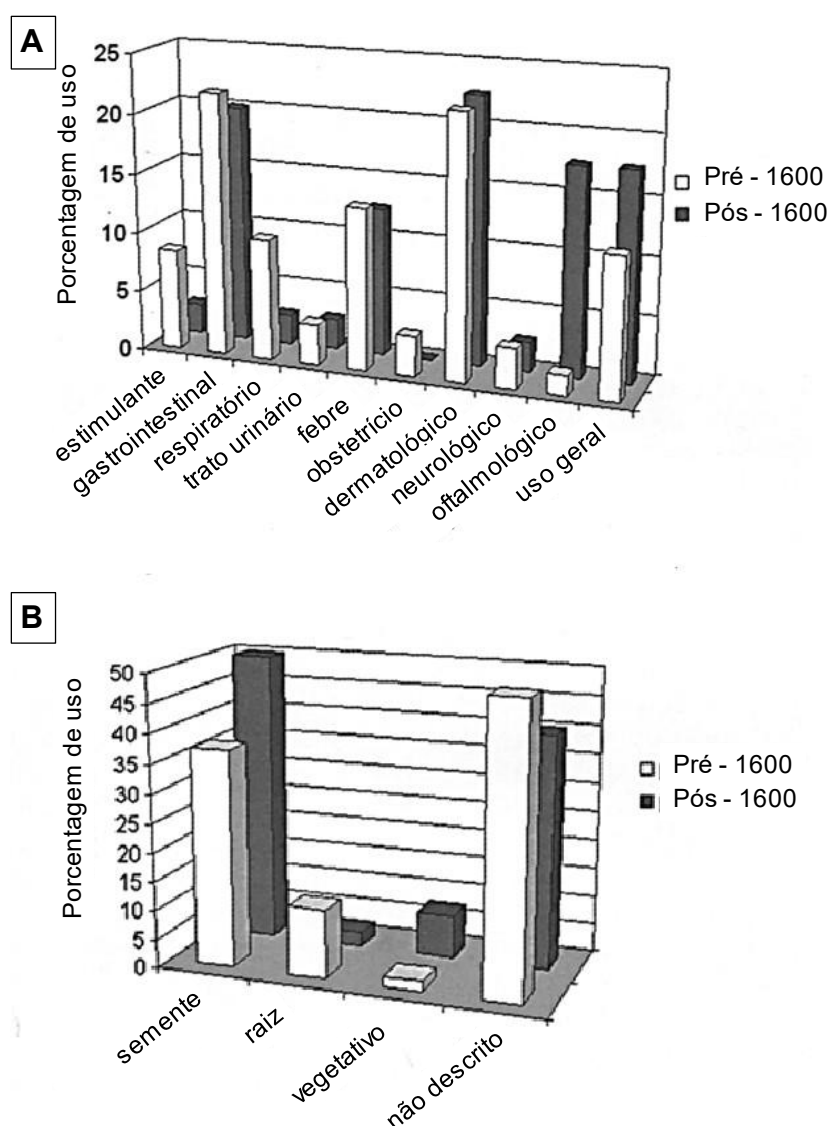 A
Porcentagem de uso
25
20
15
10
5
0
estimulante
gastrointestinal
respiratório
trato urinário
febre
obstetrício
dermatológico
neurológico
oftalmológico
uso geral
Pré - 1600
Pós - 1600
B
Porcentagem de uso
50
45
40
35
30
25
20
15
10
5
0
semente
raiz
vegetativo
não descrito
Pré - 1600
Pós - 1600